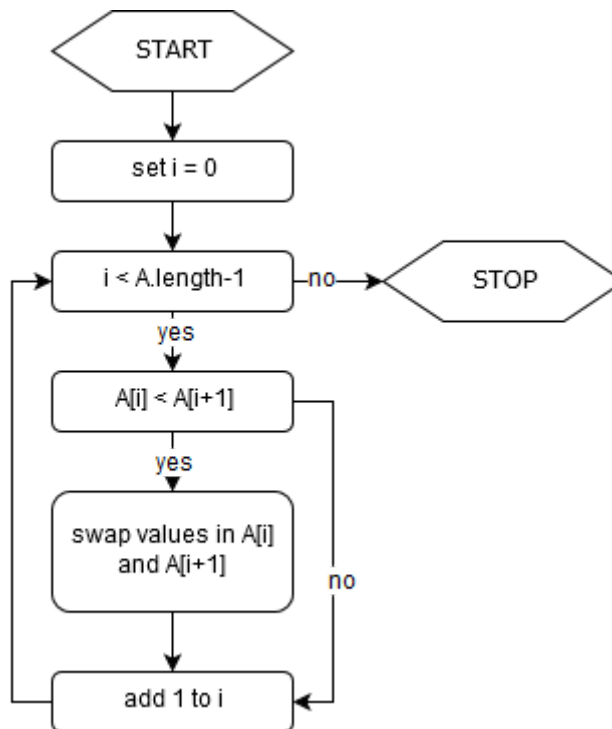 START
set i = 0
i < A.length-1
no
STOP
yes
A[i] < A[i+1]
yes
swap values in A[i]
and A[i+1]
no
add 1 to i